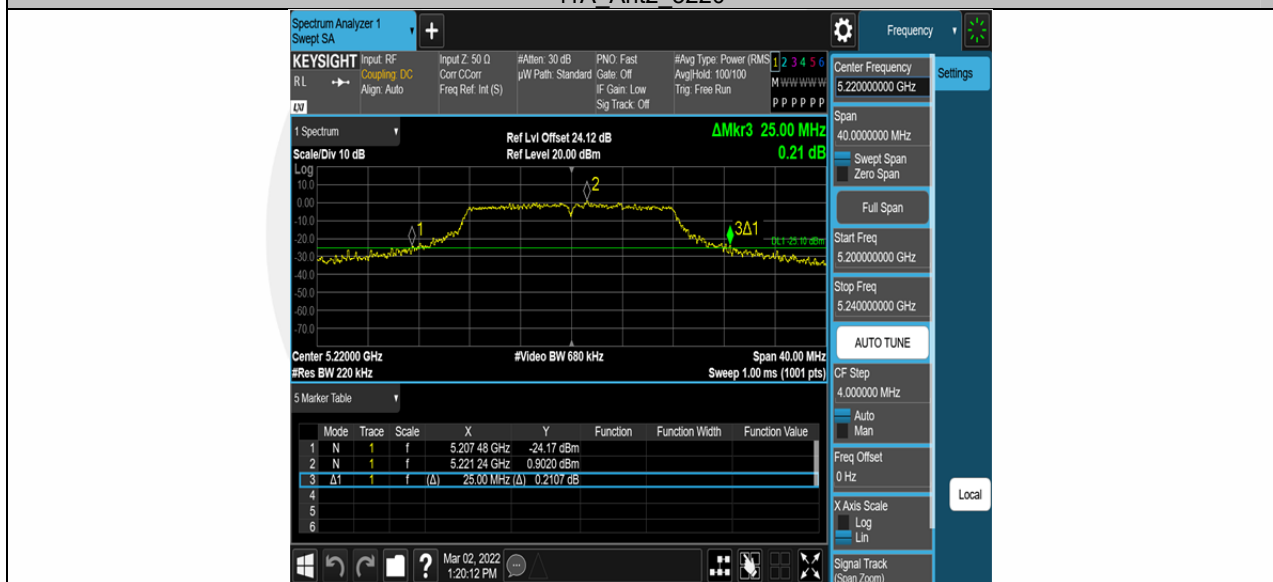 Spectrum Analyzer 1
Swept SA
+
Frequency
KEYSIGHT
RL
LXI
Input: RF
Coupling: DC
Align: Auto
Input Z: 50 Ω
Corr CCorr
Freq Ref: Int (S)
#Atten: 30 dB
µW Path: Standard
PNO: Fast
Gate: Off
IF Gain: Low
Sig Track: Off
#Avg Type: Power (RMS
Avg|Hold: 100/100
Trig: Free Run
1 2 3 4 5 6
M W W W W W
P P P P P P
Center Frequency
5.220000000 GHz
Settings
Span
40.0000000 MHz
Swept Span
Zero Span
Full Span
Start Freq
5.200000000 GHz
Stop Freq
5.240000000 GHz
AUTO TUNE
CF Step
4.000000 MHz
Auto
Man
Freq Offset
0 Hz
X Axis Scale
Log
Lin
Signal Track
(Span Zoom)
Local
1 Spectrum
Scale/Div 10 dB
Ref Lvl Offset 24.12 dB
Ref Level 20.00 dBm
ΔMkr3 25.00 MHz
0.21 dB
Log
10.0
0.00
-10.0
-20.0
-30.0
-40.0
-50.0
-60.0
-70.0
1
2
3Δ1
DL1 -25.10 dBm
Center 5.22000 GHz
#Video BW 680 kHz
Span 40.00 MHz
#Res BW 220 kHz
Sweep 1.00 ms (1001 pts)
5 Marker Table
Mode Trace Scale X Y Function Function Width Function Value
1 N 1 f 5.207 48 GHz -24.17 dBm
2 N 1 f 5.221 24 GHz 0.9020 dBm
3 Δ1 1 f (Δ) 25.00 MHz (Δ) 0.2107 dB
4
5
6
?
Mar 02, 2022
1:20:12 PM